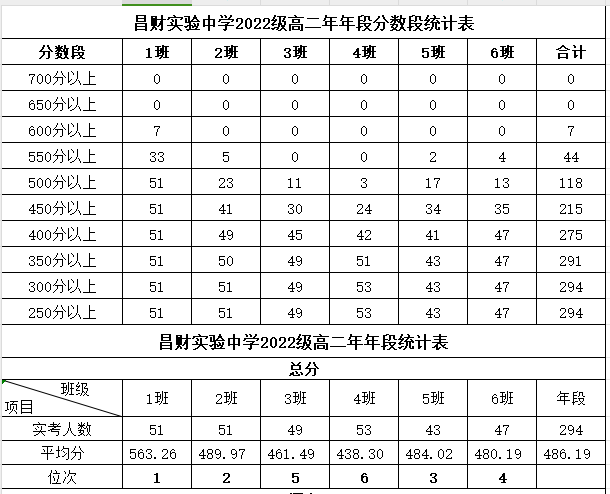 昌财实验中学2022级高二年年段分数段统计表
分数段 1班 2班 3班 4班 5班 6班 合计
700分以上 0 0 0 0 0 0 0
650分以上 0 0 0 0 0 0 0
600分以上 7 0 0 0 0 0 7
550分以上 33 5 0 0 2 4 44
500分以上 51 23 11 3 17 13 118
450分以上 51 41 30 24 34 35 215
400分以上 51 49 45 42 41 47 275
350分以上 51 50 49 51 43 47 291
300分以上 51 51 49 53 43 47 294
250分以上 51 51 49 53 43 47 294
昌财实验中学2022级高二年年段统计表
总分
班级
项目 1班 2班 3班 4班 5班 6班 年段
实考人数 51 51 49 53 43 47 294
平均分 563.26 489.97 461.49 438.30 484.02 480.19 486.19
位次 1 2 5 6 3 4